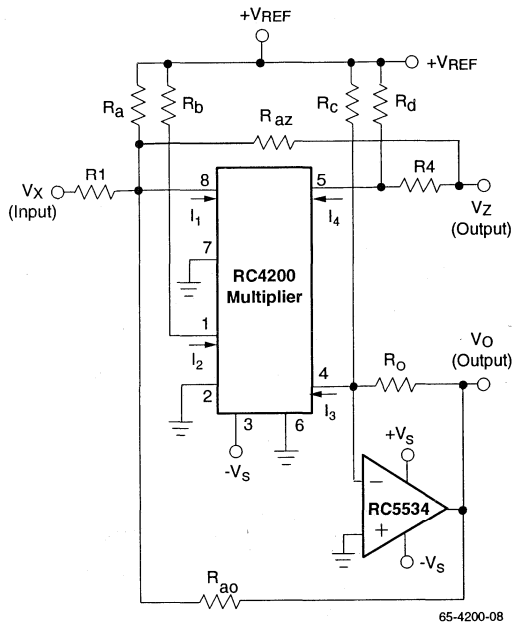 +VREF
+VREF
Ra
Rb
Rc
Rd
Raz
R1
R4
VX
(Input)
8
5
I1
I4
VZ
(Output)
7
RC4200
Multiplier
1
I2
4
RO
VO
(Output)
2
I3
3
6
-VS
+VS
−
RC5534
+
-VS
Rao
65-4200-08